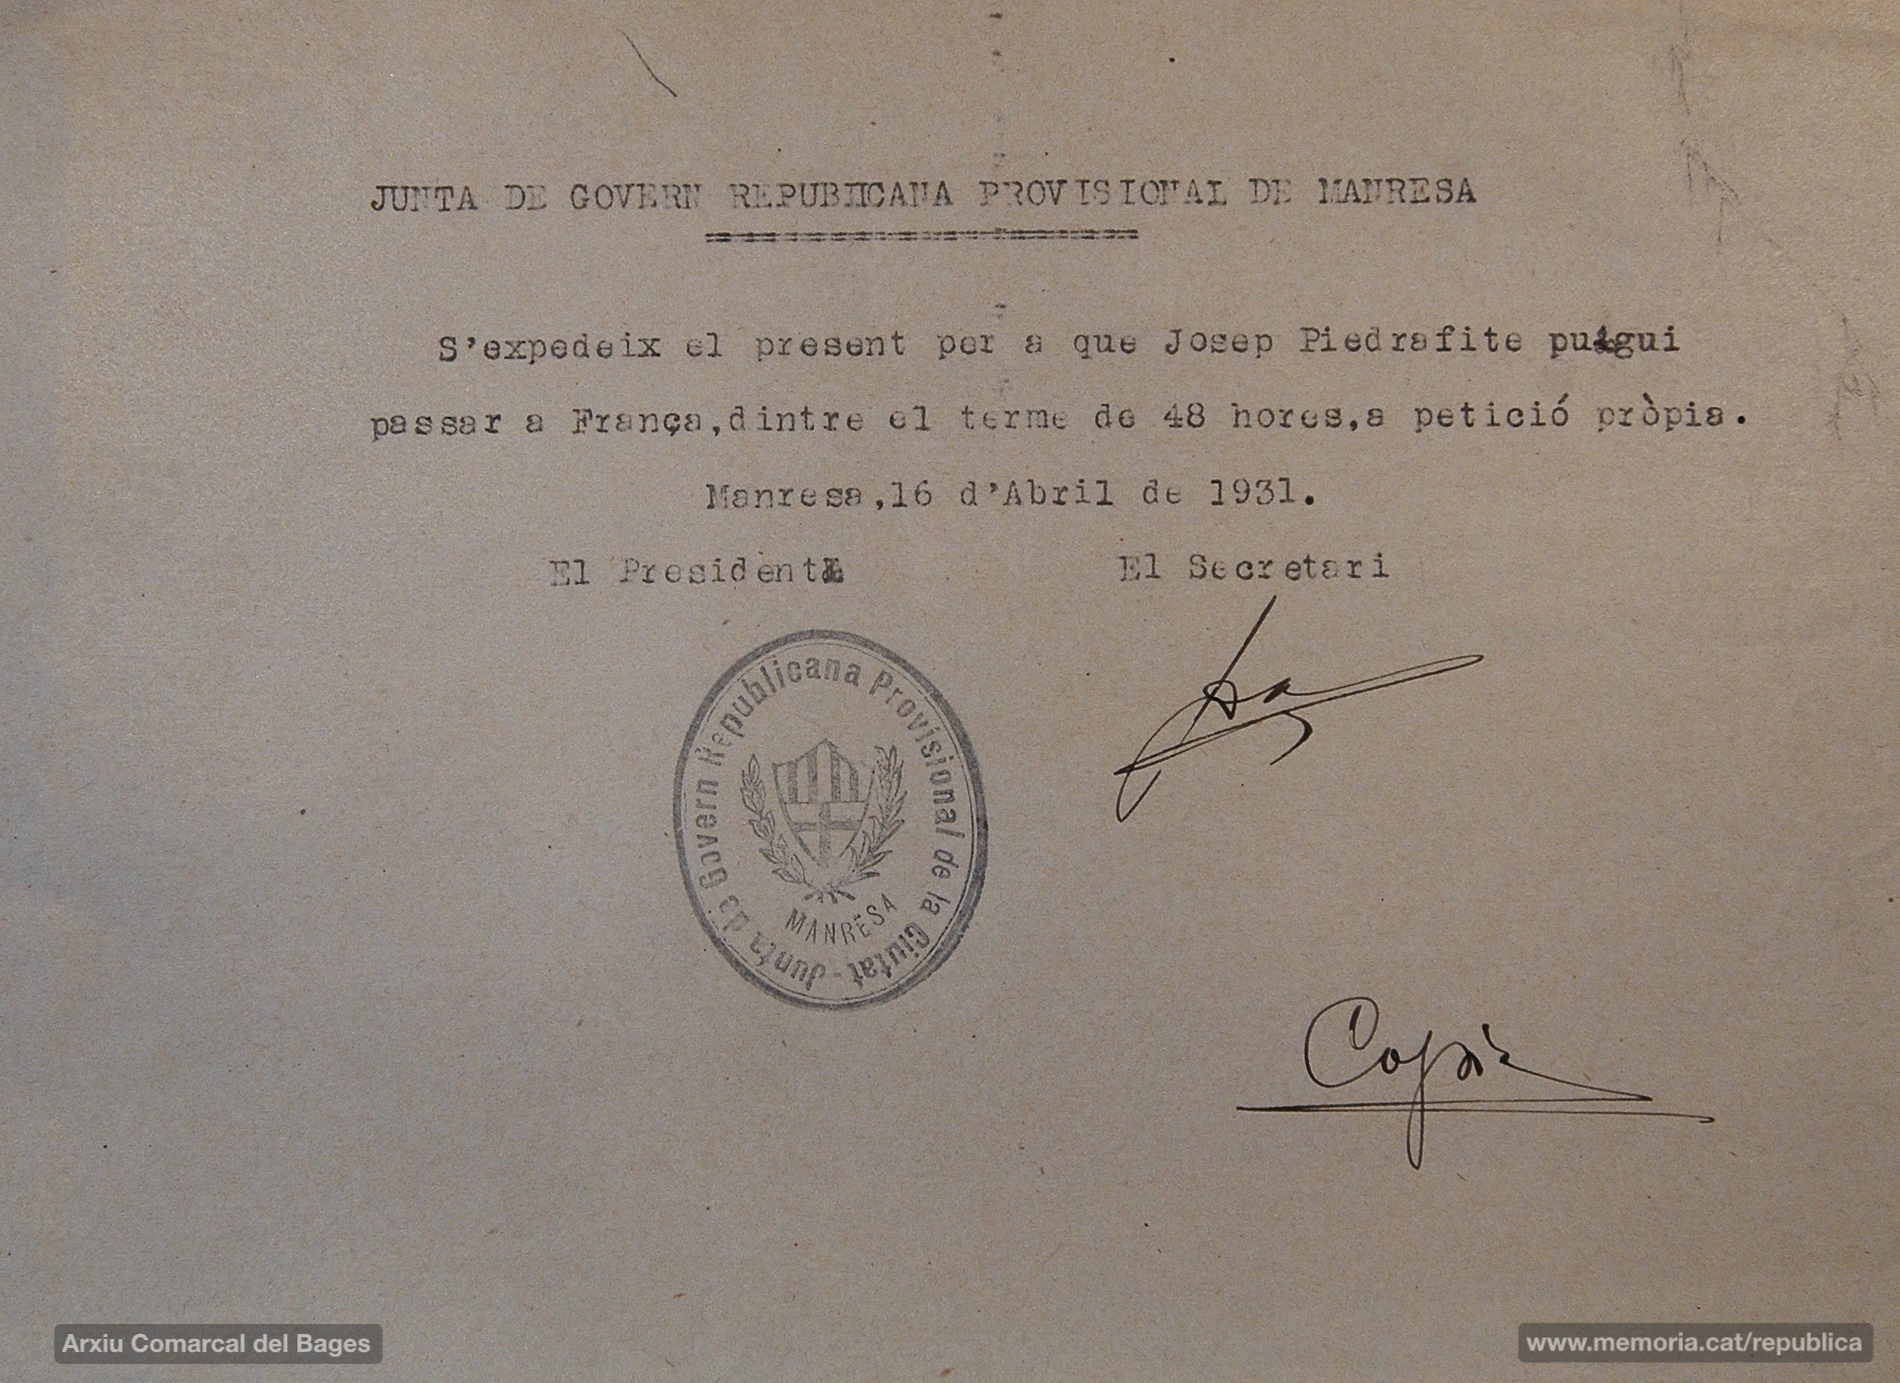 JUNTA DE GOVERN REPUBLICANA PROVISIONAL DE MANRESA
S'expedeix el present per a que Josep Piedrafite puigui
passar a França,dintre el terme de 48 hores,a petició pròpia.
Manresa,16 d'Abril de 1931.
El President El Secretari
Junta de Govern Republicana Provisional de la Ciutat -
MANRESA
Copia
Arxiu Comarcal del Bages
www.memoria.cat/republica